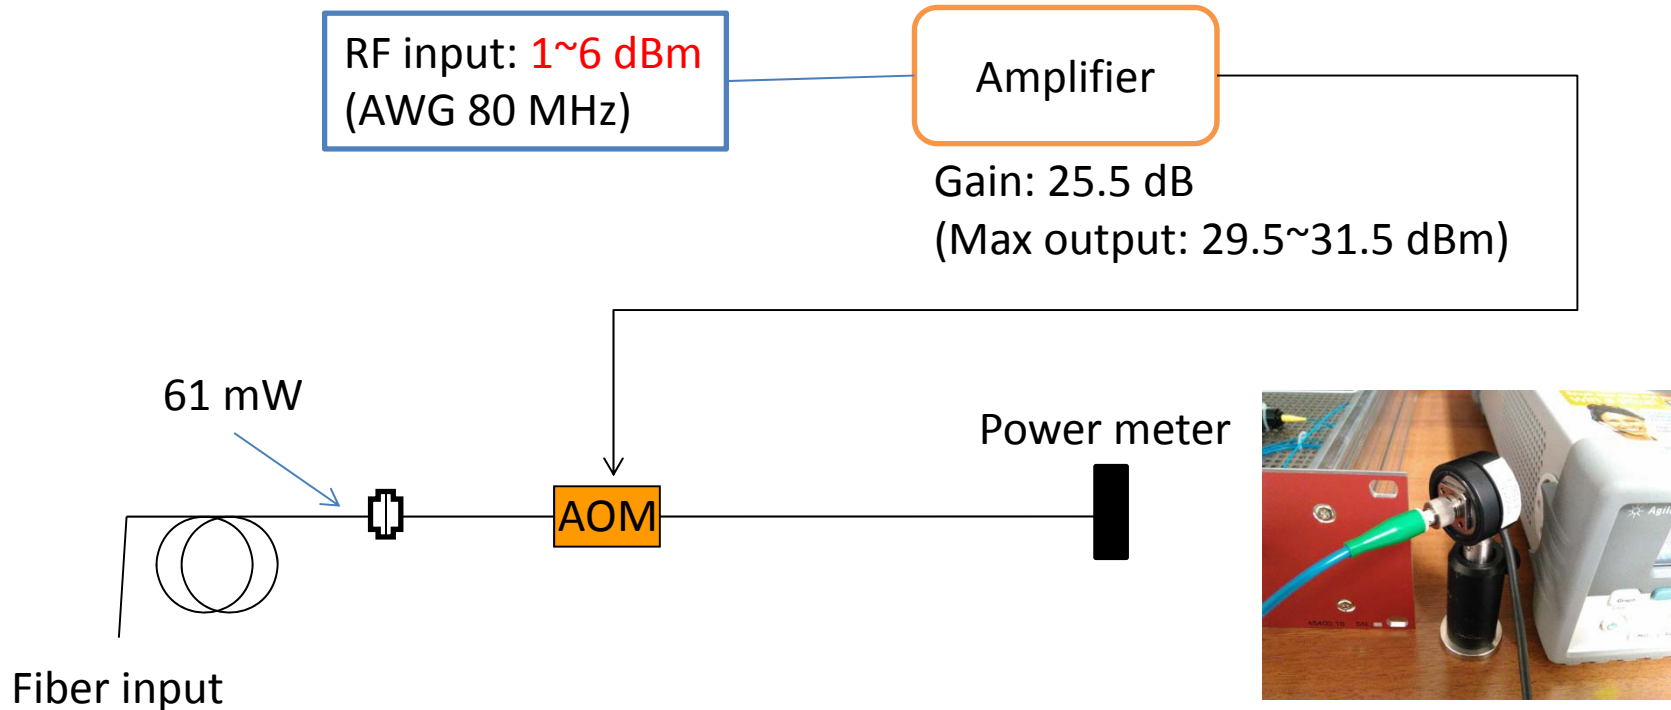 RF input: 1~6 dBm
(AWG 80 MHz)
Amplifier
Gain: 25.5 dB
(Max output: 29.5~31.5 dBm)
61 mW
Power meter
AOM
Fiber input